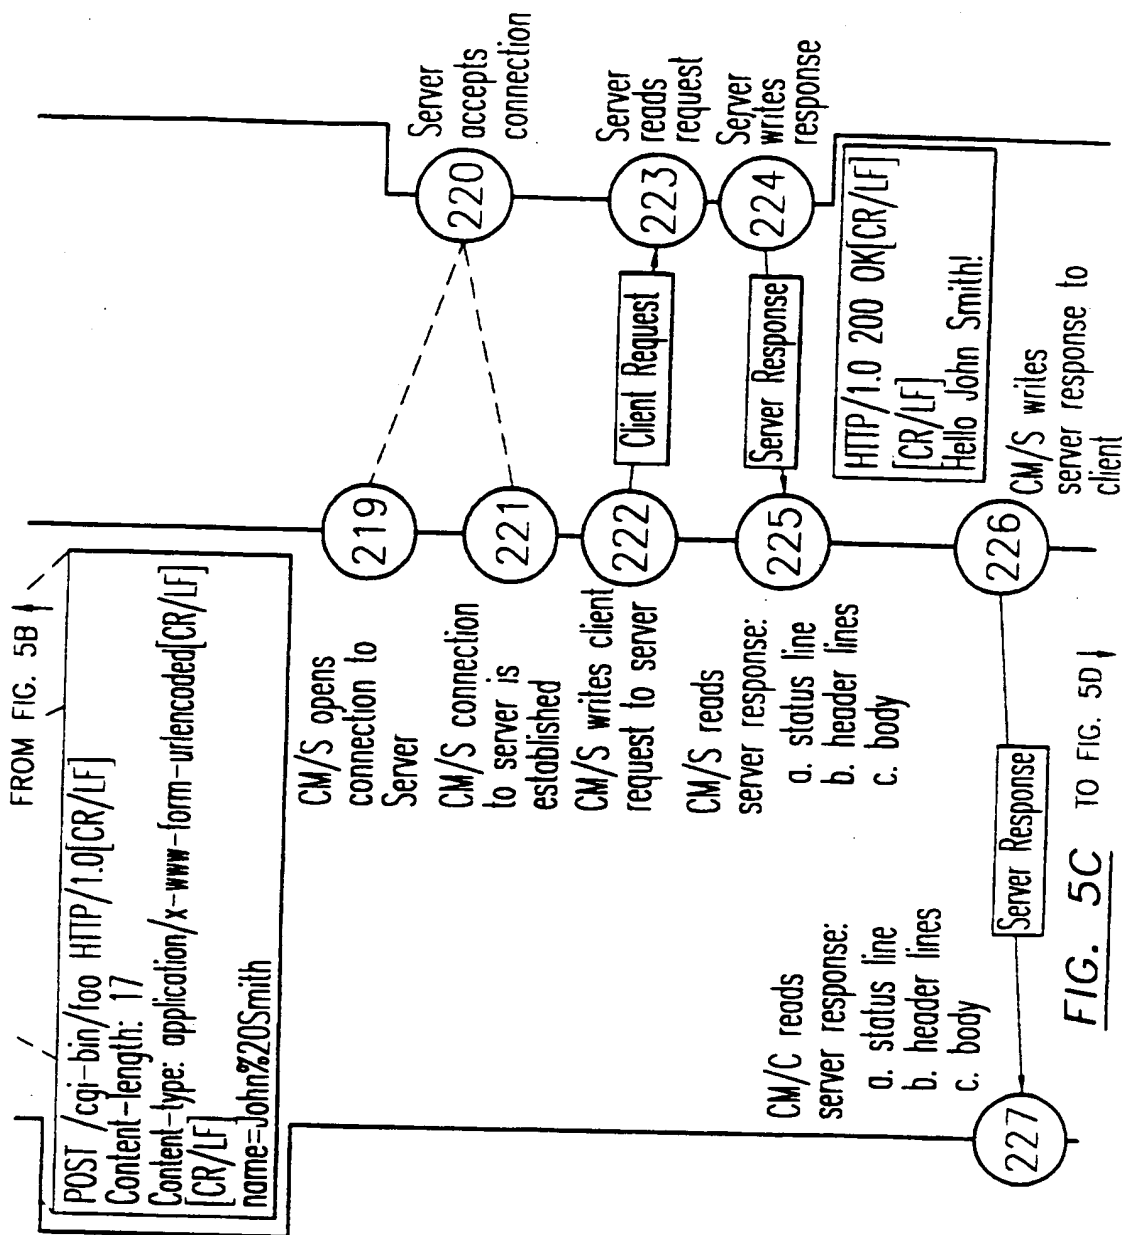 FROM FIG. 5B
POST /cgi-bin/foo HTTP/1.0[CR/LF]
Content-length: 17
Content-type: application/x-www-form-urlencoded[CR/LF]
[CR/LF]
name=John%20Smith
CM/S opens
connection to
Server
219
220
Server
accepts
connection
CM/S connection
to server is
established
221
CM/S writes client
request to server
222
Client Request
223
Server
reads
request
CM/S reads
server response:
a. status line
b. header lines
c. body
225
Server Response
224
Server
writes
response
HTTP/1.0 200 OK[CR/LF]
[CR/LF]
Hello John Smith!
CM/C reads
server response:
a. status line
b. header lines
c. body
227
Server Response
226
CM/S writes
server response to
client
FIG. 5C TO FIG. 5D